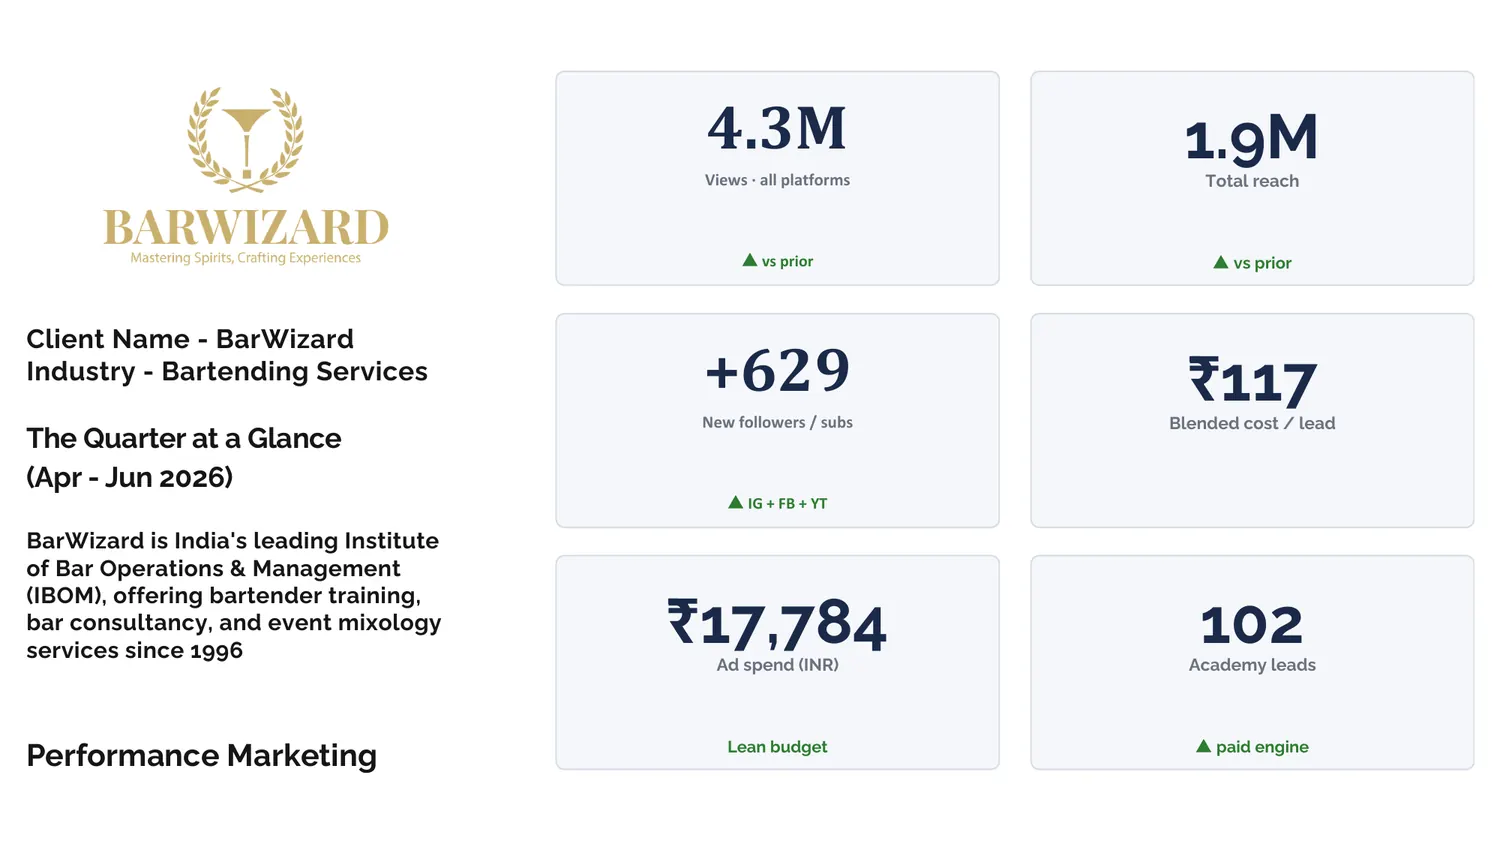 BARWIZARD
Mastering Spirits, Crafting Experiences
Client Name - BarWizard
Industry - Bartending Services
The Quarter at a Glance
(Apr - Jun 2026)
BarWizard is India's leading Institute
of Bar Operations & Management
(IBOM), offering bartender training,
bar consultancy, and event mixology
services since 1996
Performance Marketing
4.3M
Views · all platforms
▲ vs prior
1.9M
Total reach
▲ vs prior
+629
New followers / subs
▲ IG + FB + YT
₹117
Blended cost / lead
₹17,784
Ad spend (INR)
Lean budget
102
Academy leads
▲ paid engine